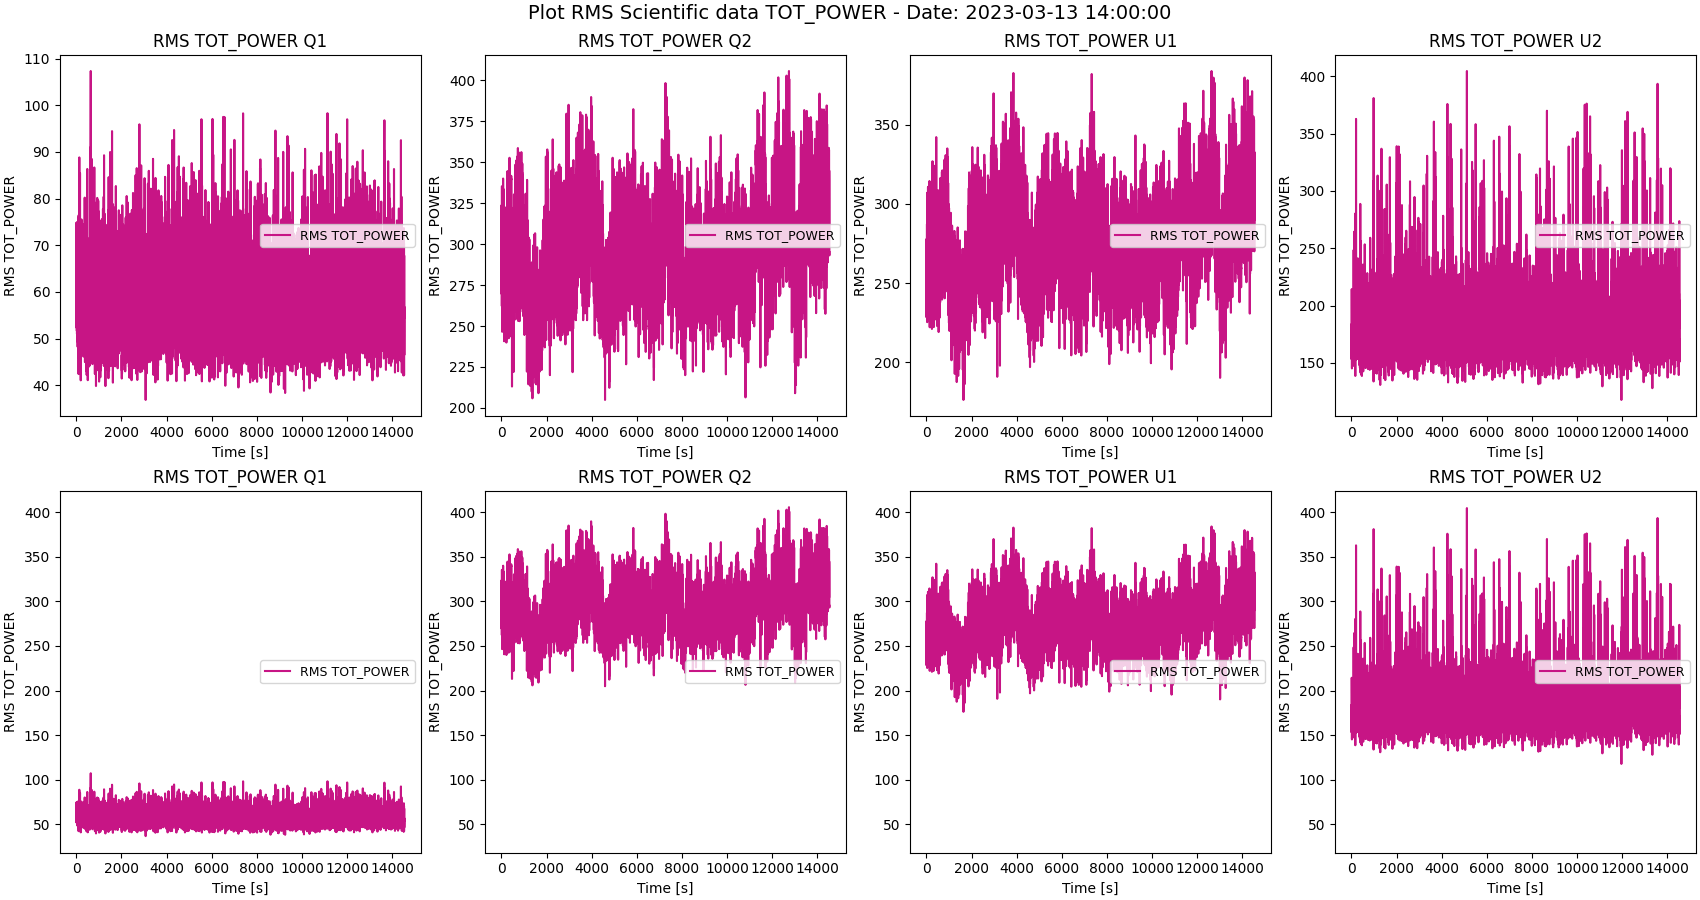 Plot RMS Scientific data TOT_POWER - Date: 2023-03-13 14:00:00
RMS TOT_POWER Q1
RMS TOT_POWER
110
100
90
80
70
60
50
40
0 2000 4000 6000 8000 10000 12000 14000
Time [s]
RMS TOT_POWER
RMS TOT_POWER Q2
RMS TOT_POWER
400
375
350
325
300
275
250
225
200
0 2000 4000 6000 8000 10000 12000 14000
Time [s]
RMS TOT_POWER
RMS TOT_POWER U1
RMS TOT_POWER
350
300
250
200
0 2000 4000 6000 8000 10000 12000 14000
Time [s]
RMS TOT_POWER
RMS TOT_POWER U2
RMS TOT_POWER
400
350
300
250
200
150
0 2000 4000 6000 8000 10000 12000 14000
Time [s]
RMS TOT_POWER
RMS TOT_POWER Q1
RMS TOT_POWER
400
350
300
250
200
150
100
50
0 2000 4000 6000 8000 10000 12000 14000
Time [s]
RMS TOT_POWER
RMS TOT_POWER Q2
RMS TOT_POWER
400
350
300
250
200
150
100
50
0 2000 4000 6000 8000 10000 12000 14000
Time [s]
RMS TOT_POWER
RMS TOT_POWER U1
RMS TOT_POWER
400
350
300
250
200
150
100
50
0 2000 4000 6000 8000 10000 12000 14000
Time [s]
RMS TOT_POWER
RMS TOT_POWER U2
RMS TOT_POWER
400
350
300
250
200
150
100
50
0 2000 4000 6000 8000 10000 12000 14000
Time [s]
RMS TOT_POWER